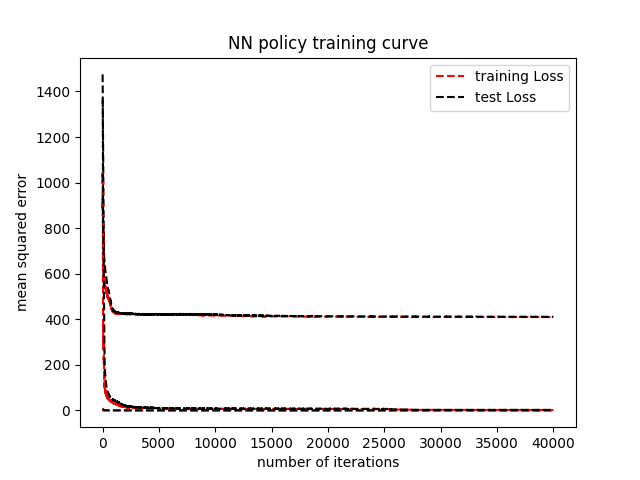 NN policy training curve
training Loss
test Loss
mean squared error
1400
1200
1000
800
600
400
200
0
0 5000 10000 15000 20000 25000 30000 35000 40000
number of iterations